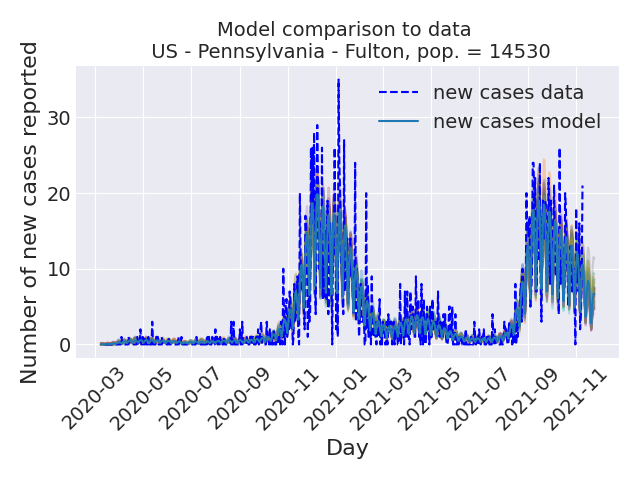 Model comparison to data
US - Pennsylvania - Fulton, pop. = 14530
Number of new cases reported
30
20
10
0
new cases data
new cases model
2020-03
2020-05
2020-07
2020-09
2020-11
2021-01
2021-03
2021-05
2021-07
2021-09
2021-11
Day